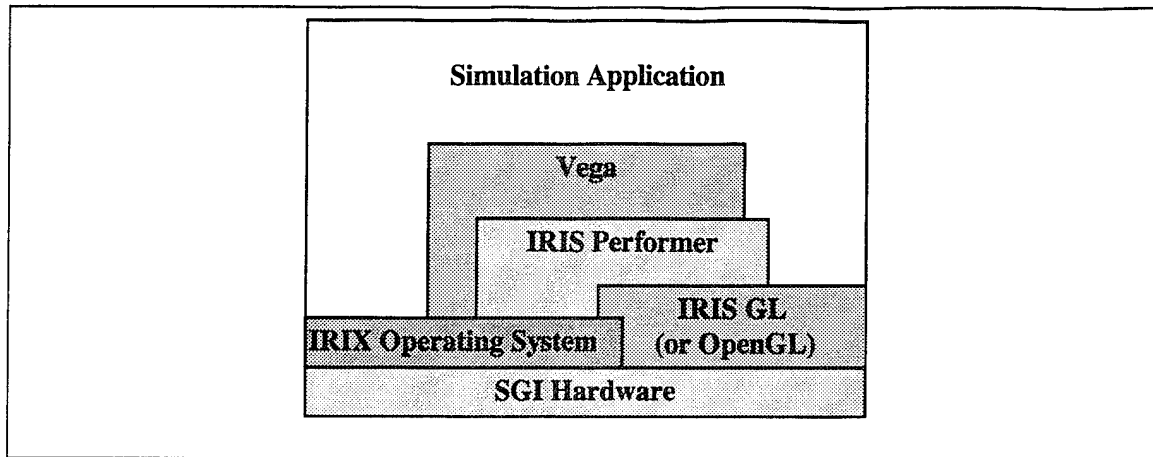 Simulation Application
Vega
IRIS Performer
IRIS GL
(or OpenGL)
IRIX Operating System
SGI Hardware